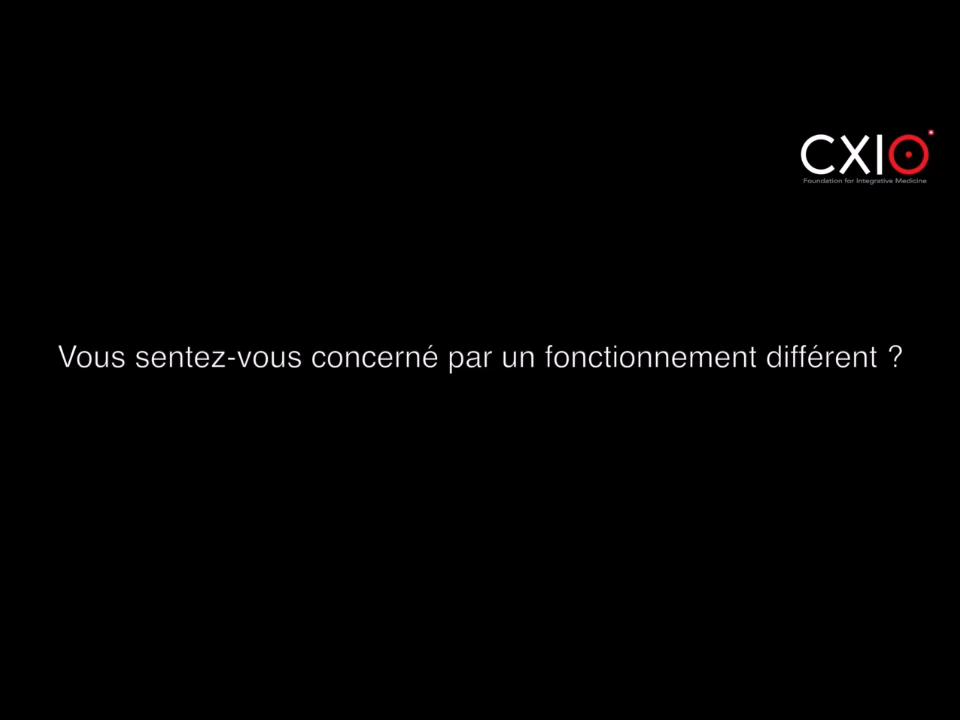 CXIO
Foundation for Integrative Medicine
Vous sentez-vous concerné par un fonctionnement différent ?